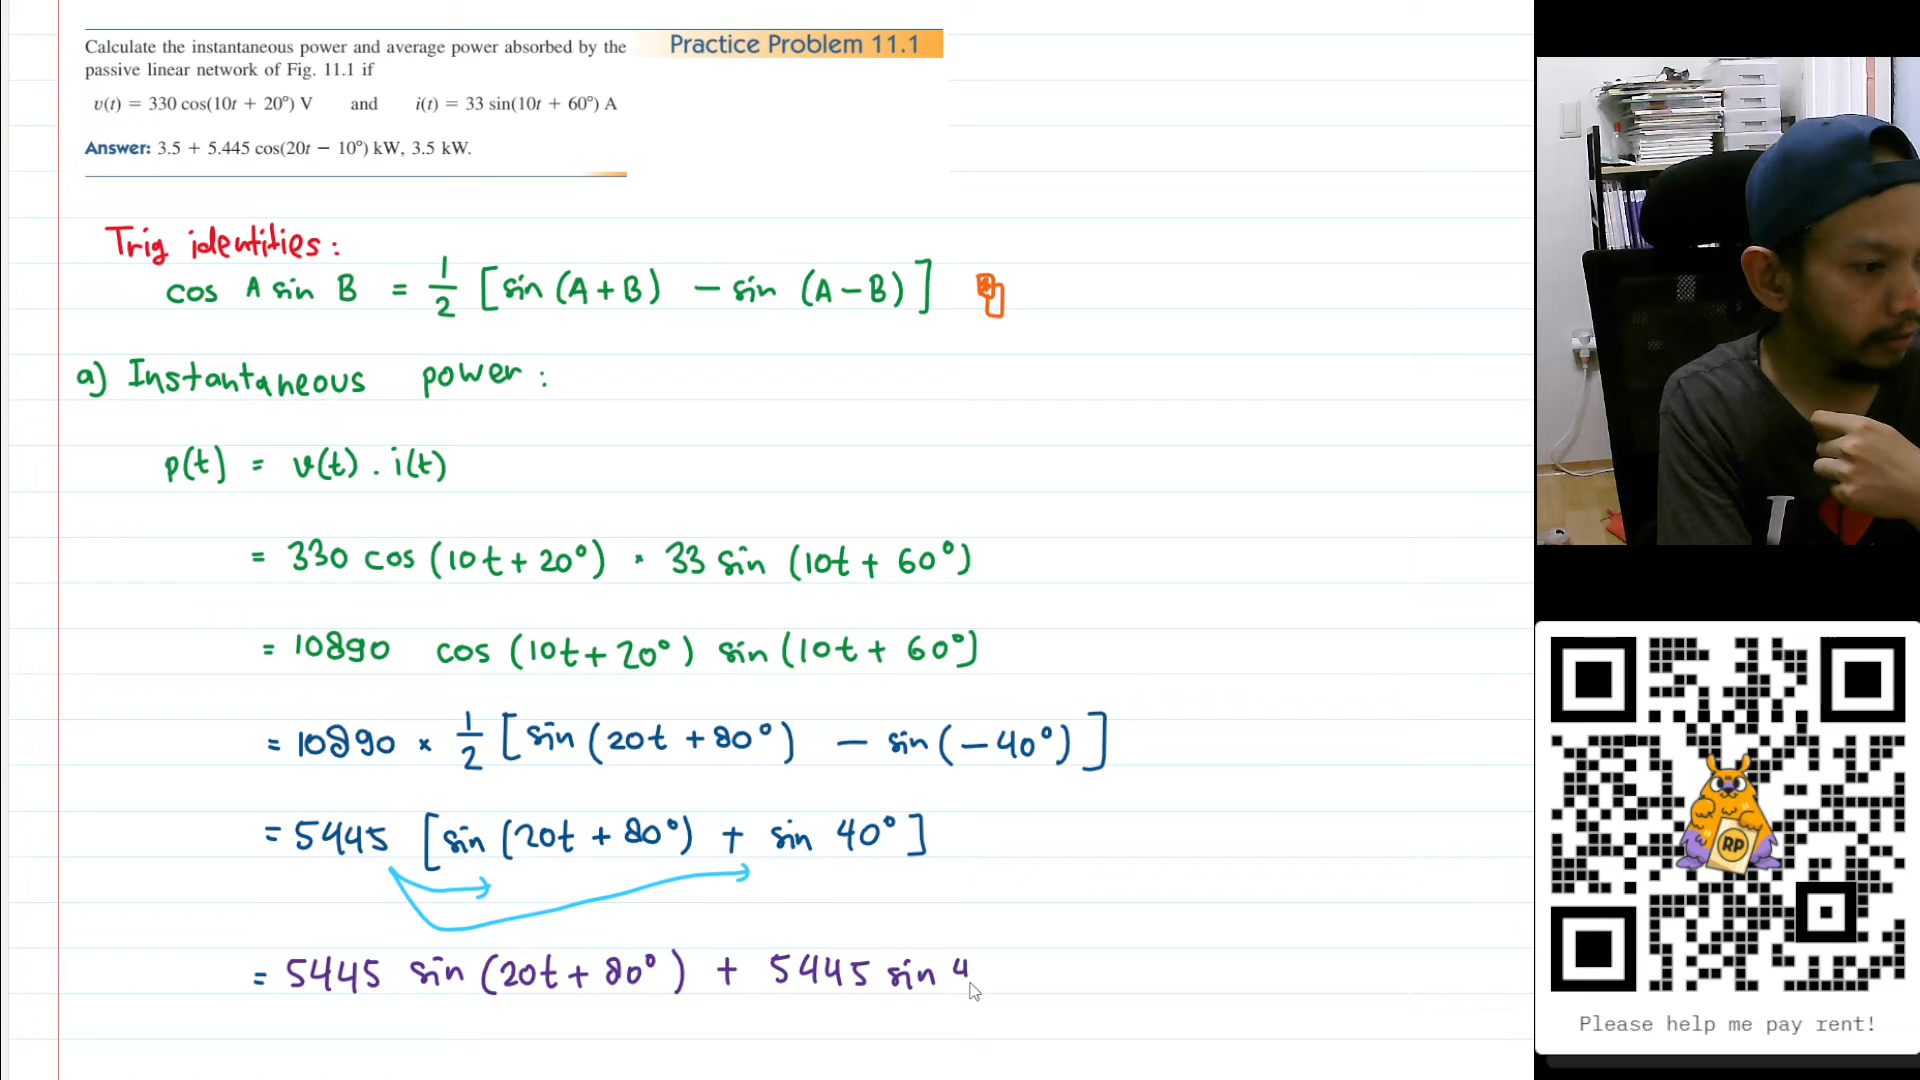 Calculate the instantaneous power and average power absorbed by the
passive linear network of Fig. 11.1 if
Practice Problem 11.1
v(t) = 330 cos(10t + 20°) V and i(t) = 33 sin(10t + 60°) A
Answer: 3.5 + 5.445 cos(20t − 10°) kW, 3.5 kW.
Trig identities:
cos A sin B = 1/2 [sin (A+B) − sin (A−B)]
a) Instantaneous power:
p(t) = v(t) . i(t)
= 330 cos (10t+20°) · 33 sin (10t + 60°)
= 10890 cos (10t+20°) sin (10t + 60°)
= 10890 × 1/2 [sin (20t +80°) − sin (−40°)]
= 5445 [sin (20t + 80°) + sin 40°]
= 5445 sin (20t + 80°) + 5445 sin 4
RP
Please help me pay rent!